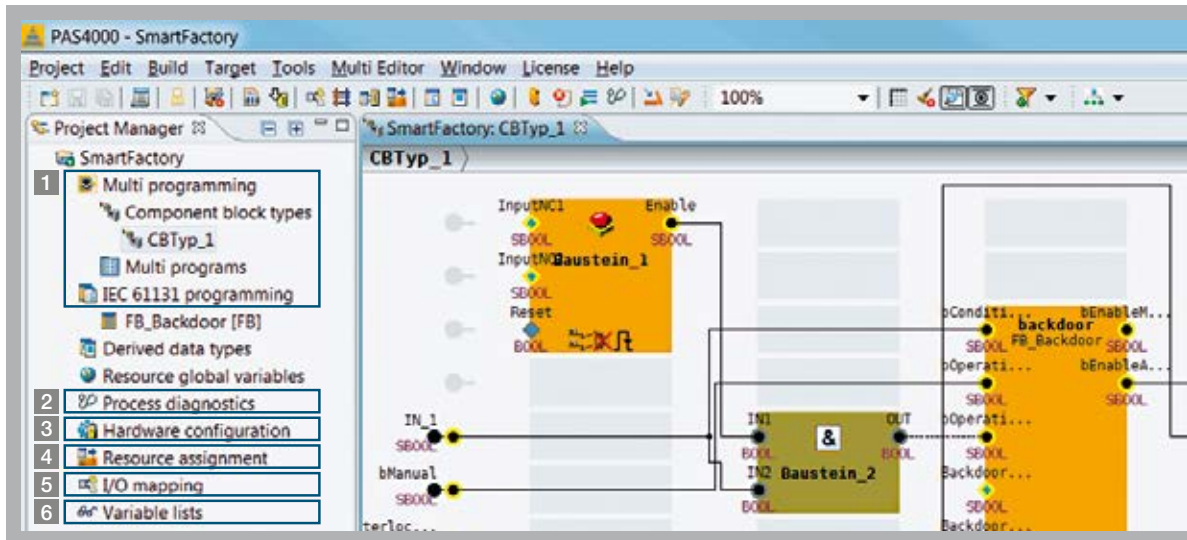 PAS4000 - SmartFactory
Project Edit Build Target Tools Multi Editor Window License Help
100%
Project Manager
SmartFactory: CBTyp_1
SmartFactory
CBTyp_1
1 Multi programming
Component block types
CBTyp_1
Multi programs
IEC 61131 programming
FB_Backdoor [FB]
Derived data types
Resource global variables
2 Process diagnostics
3 Hardware configuration
4 Resource assignment
5 I/O mapping
6 Variable lists
InputNC1 Enable
SBOOL SBOOL
Baustein_1
SBOOL
Reset
BOOL
IN_1
SBOOL
bManual
SBOOL
terloc...
IN1 OUT
&
BOOL BOOL
IN2 Baustein_2
BOOL
bConditi... bEnableM...
backdoor
SBOOL FB_Backdoor SBOOL
bOperati... bEnableA...
SBOOL SBOOL
bOperati...
SBOOL
Backdoor...
SBOOL
Backdoor...